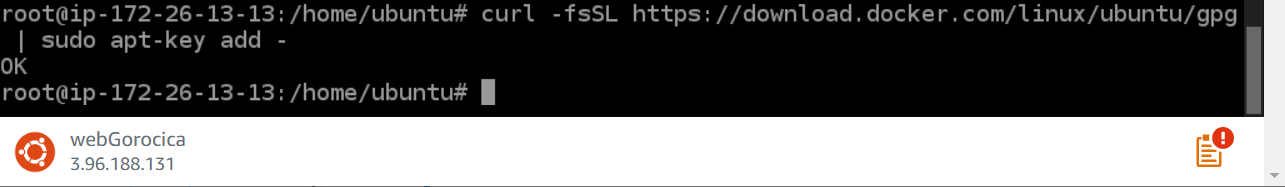 root@ip-172-26-13-13:/home/ubuntu# curl -fsSL https://download.docker.com/linux/ubuntu/gpg
 | sudo apt-key add -
OK
root@ip-172-26-13-13:/home/ubuntu#
webGorocica
3.96.188.131